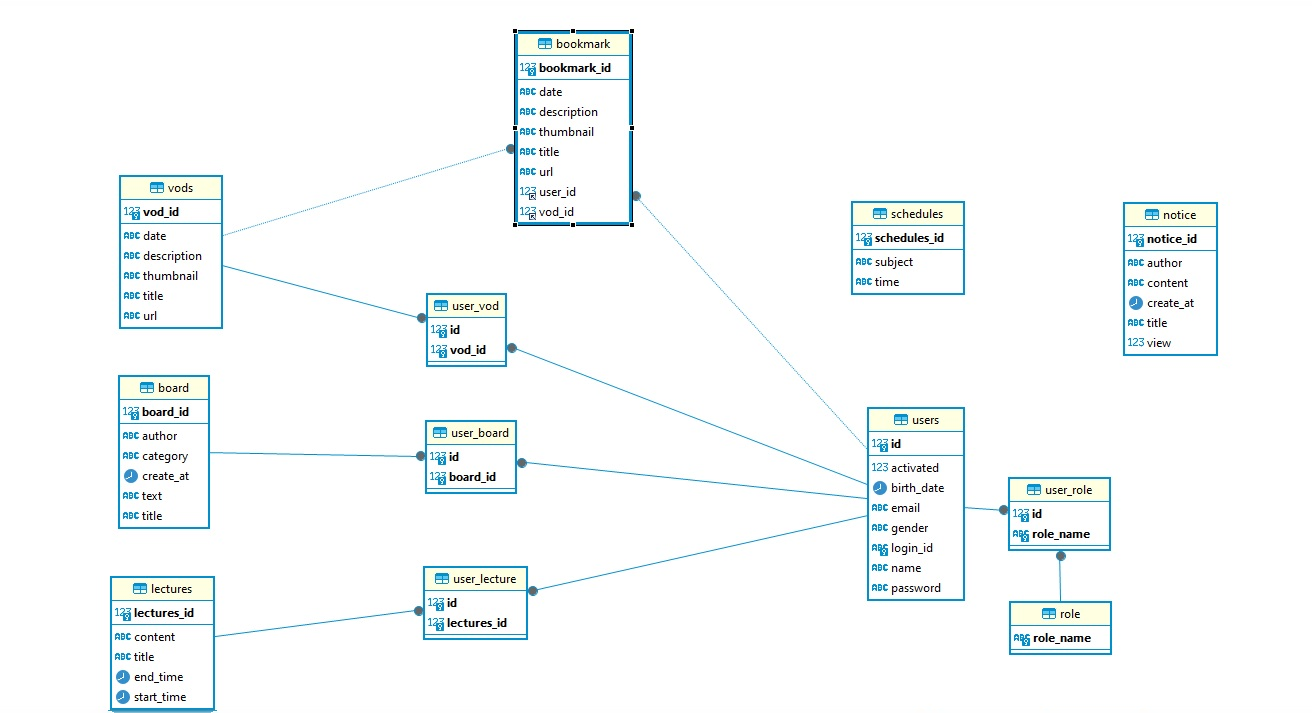 bookmark
bookmark_id
date
description
thumbnail
title
url
user_id
vod_id
vods
vod_id
date
description
thumbnail
title
url
schedules
schedules_id
subject
time
notice
notice_id
author
content
create_at
title
view
user_vod
id
vod_id
board
board_id
author
category
create_at
text
title
user_board
id
board_id
users
id
activated
birth_date
email
gender
login_id
name
password
user_role
id
role_name
lectures
lectures_id
content
title
end_time
start_time
user_lecture
id
lectures_id
role
role_name